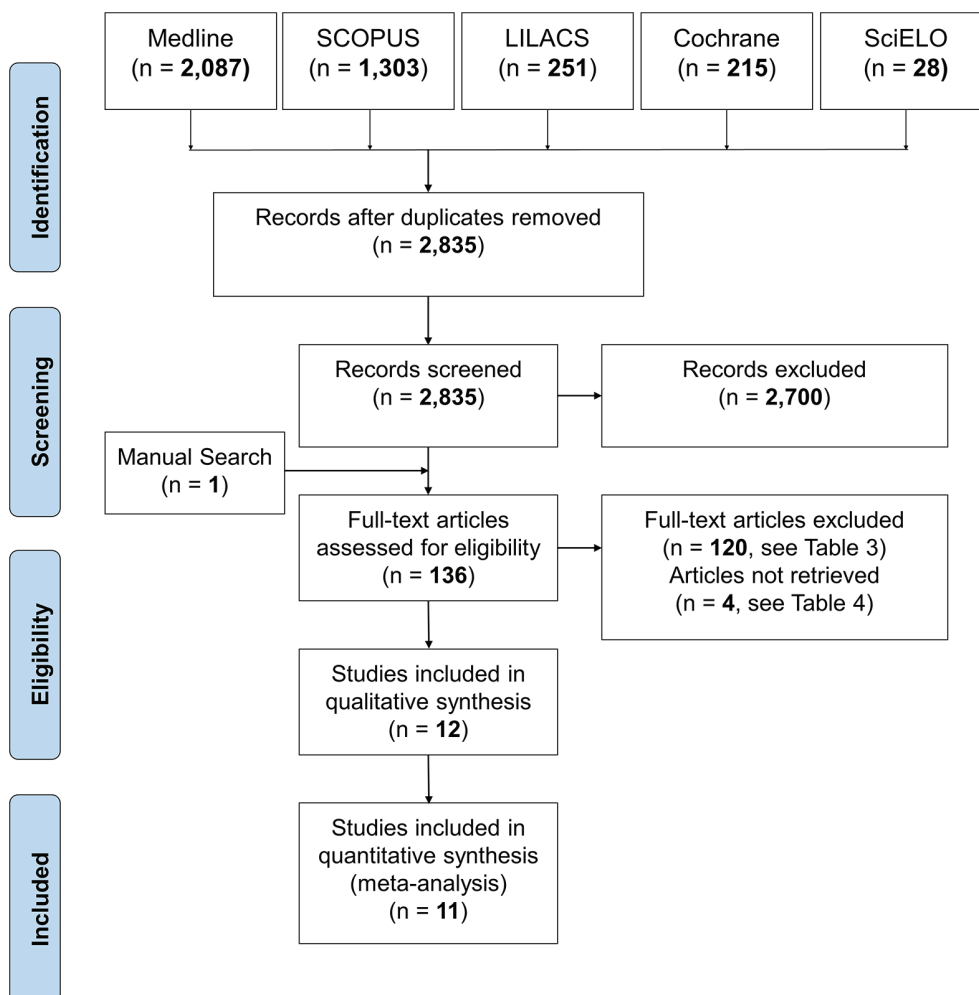 Medline
(n = 2,087)
SCOPUS
(n = 1,303)
LILACS
(n = 251)
Cochrane
(n = 215)
SciELO
(n = 28)
Identification
Records after duplicates removed
(n = 2,835)
Screening
Records screened
(n = 2,835)
Records excluded
(n = 2,700)
Manual Search
(n = 1)
Full-text articles
assessed for eligibility
(n = 136)
Full-text articles excluded
(n = 120, see Table 3)
Articles not retrieved
(n = 4, see Table 4)
Eligibility
Studies included in
qualitative synthesis
(n = 12)
Included
Studies included in
quantitative synthesis
(meta-analysis)
(n = 11)